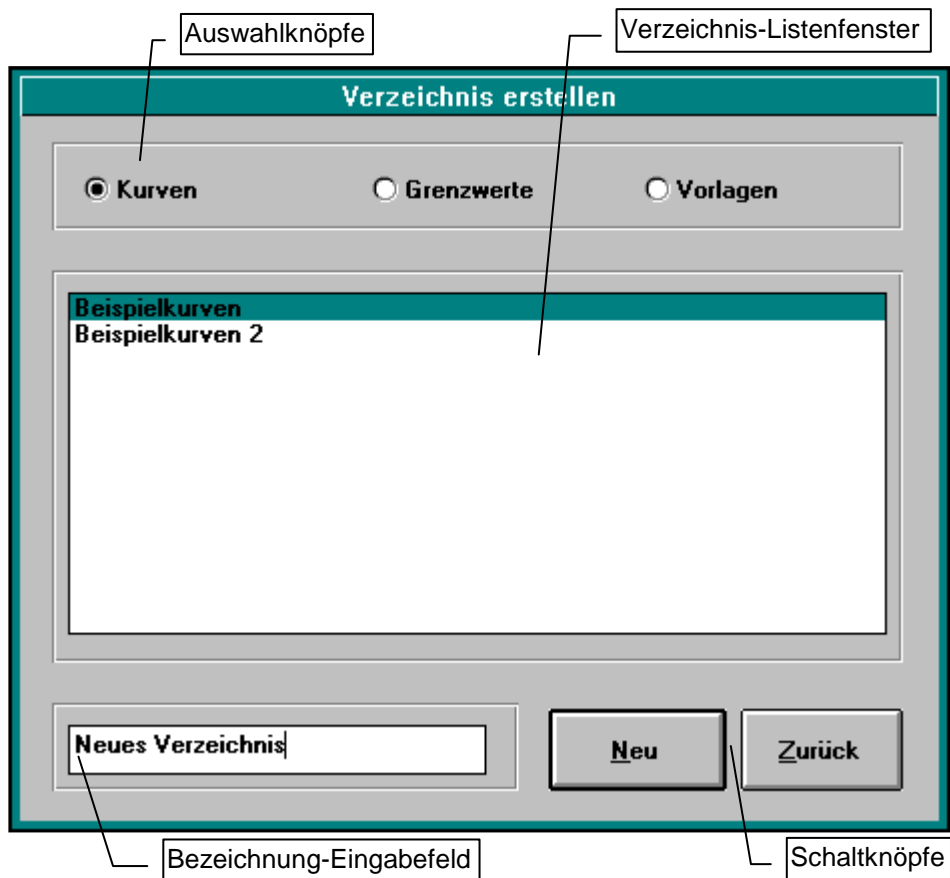 Auswahlknöpfe
Verzeichnis-Listenfenster
Verzeichnis erstellen
Kurven Grenzwerte Vorlagen
Beispielkurven
Beispielkurven 2
Neues Verzeichnis Neu Zurück
Bezeichnung-Eingabefeld Schaltknöpfe